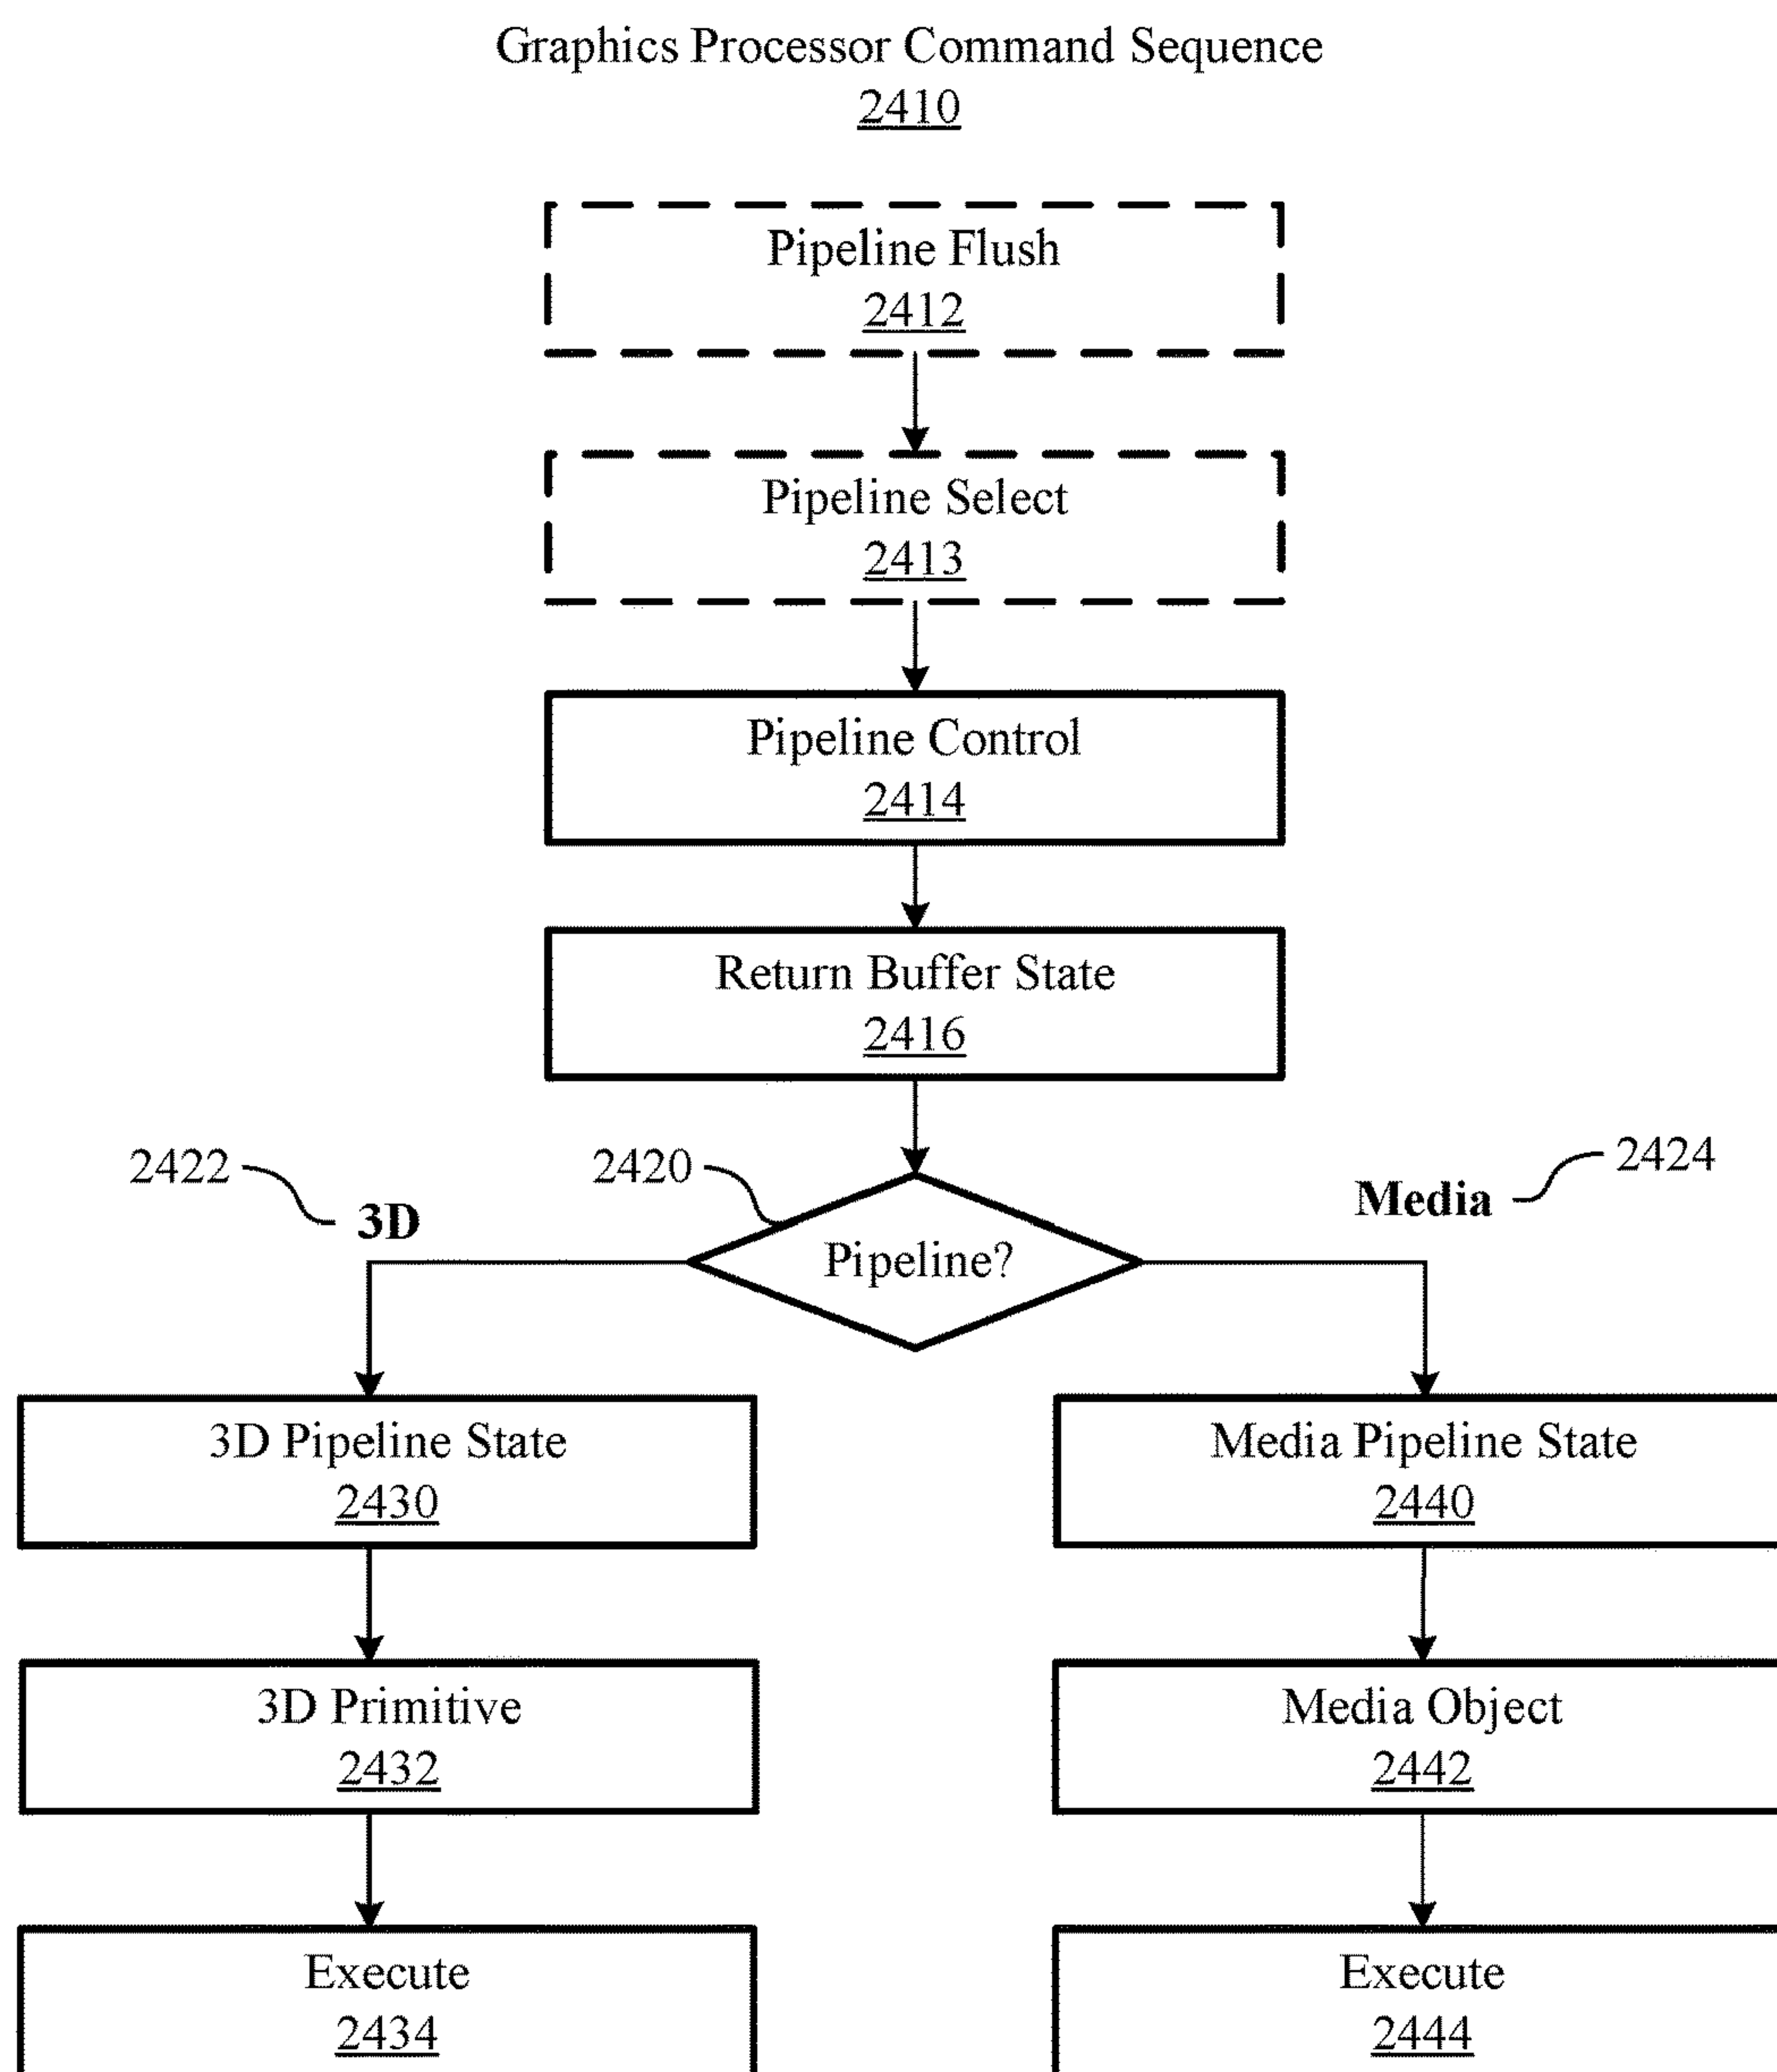 Graphics Processor Command Sequence
2410
Pipeline Flush
2412
Pipeline Select
2413
Pipeline Control
2414
Return Buffer State
2416
2422
3D
2420
Pipeline?
Media
2424
3D Pipeline State
2430
Media Pipeline State
2440
3D Primitive
2432
Media Object
2442
Execute
2434
Execute
2444